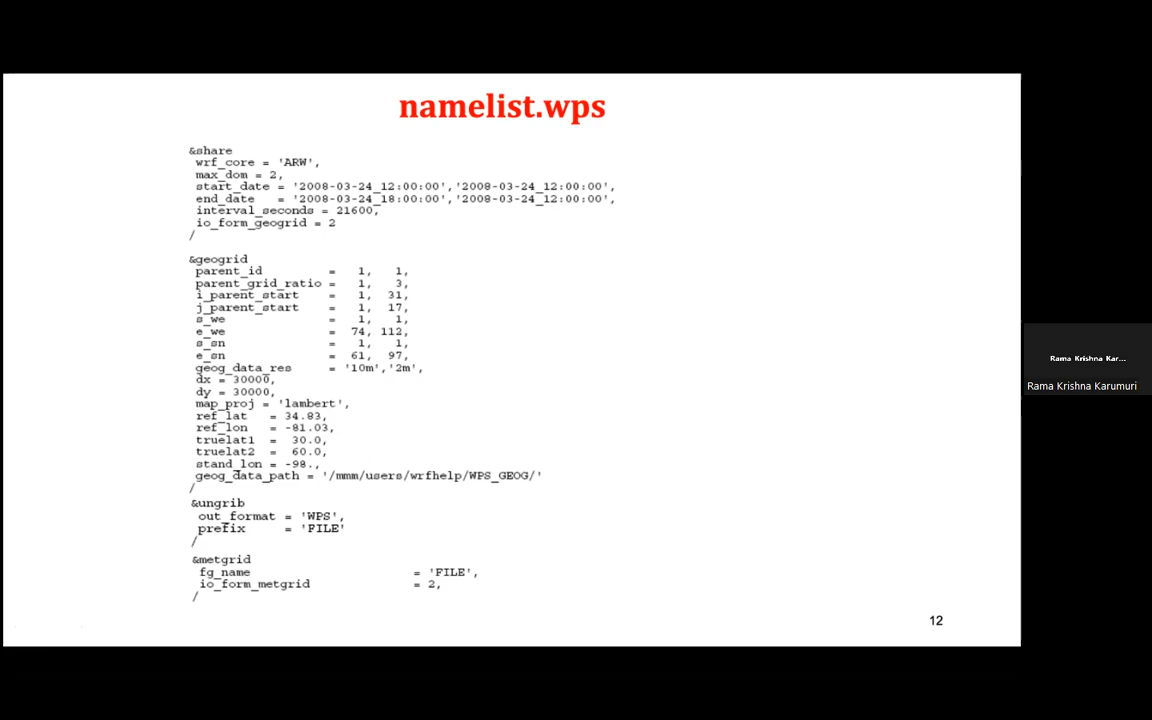 namelist.wps
&share
wrf_core = 'ARW',
max_dom = 2,
start_date = '2008-03-24_12:00:00','2008-03-24_12:00:00',
end_date = '2008-03-24_18:00:00','2008-03-24_12:00:00',
interval_seconds = 21600,
io_form_geogrid = 2
/
&geogrid
parent_id = 1, 1,
parent_grid_ratio = 1, 3,
i_parent_start = 1, 31,
j_parent_start = 1, 17,
s_we = 1, 1,
e_we = 74, 112,
s_sn = 1, 1,
e_sn = 61, 97,
geog_data_res = '10m','2m',
dx = 30000,
dy = 30000,
map_proj = 'lambert',
ref_lat = 34.83,
ref_lon = -81.03,
truelat1 = 30.0,
truelat2 = 60.0,
stand_lon = -98.,
geog_data_path = '/mmm/users/wrfhelp/WPS_GEOG/'
/
&ungrib
out_format = 'WPS',
prefix = 'FILE'
/
&metgrid
fg_name = 'FILE',
io_form_metgrid = 2,
/
12
Rama Krishna Kar...
Rama Krishna Karumuri